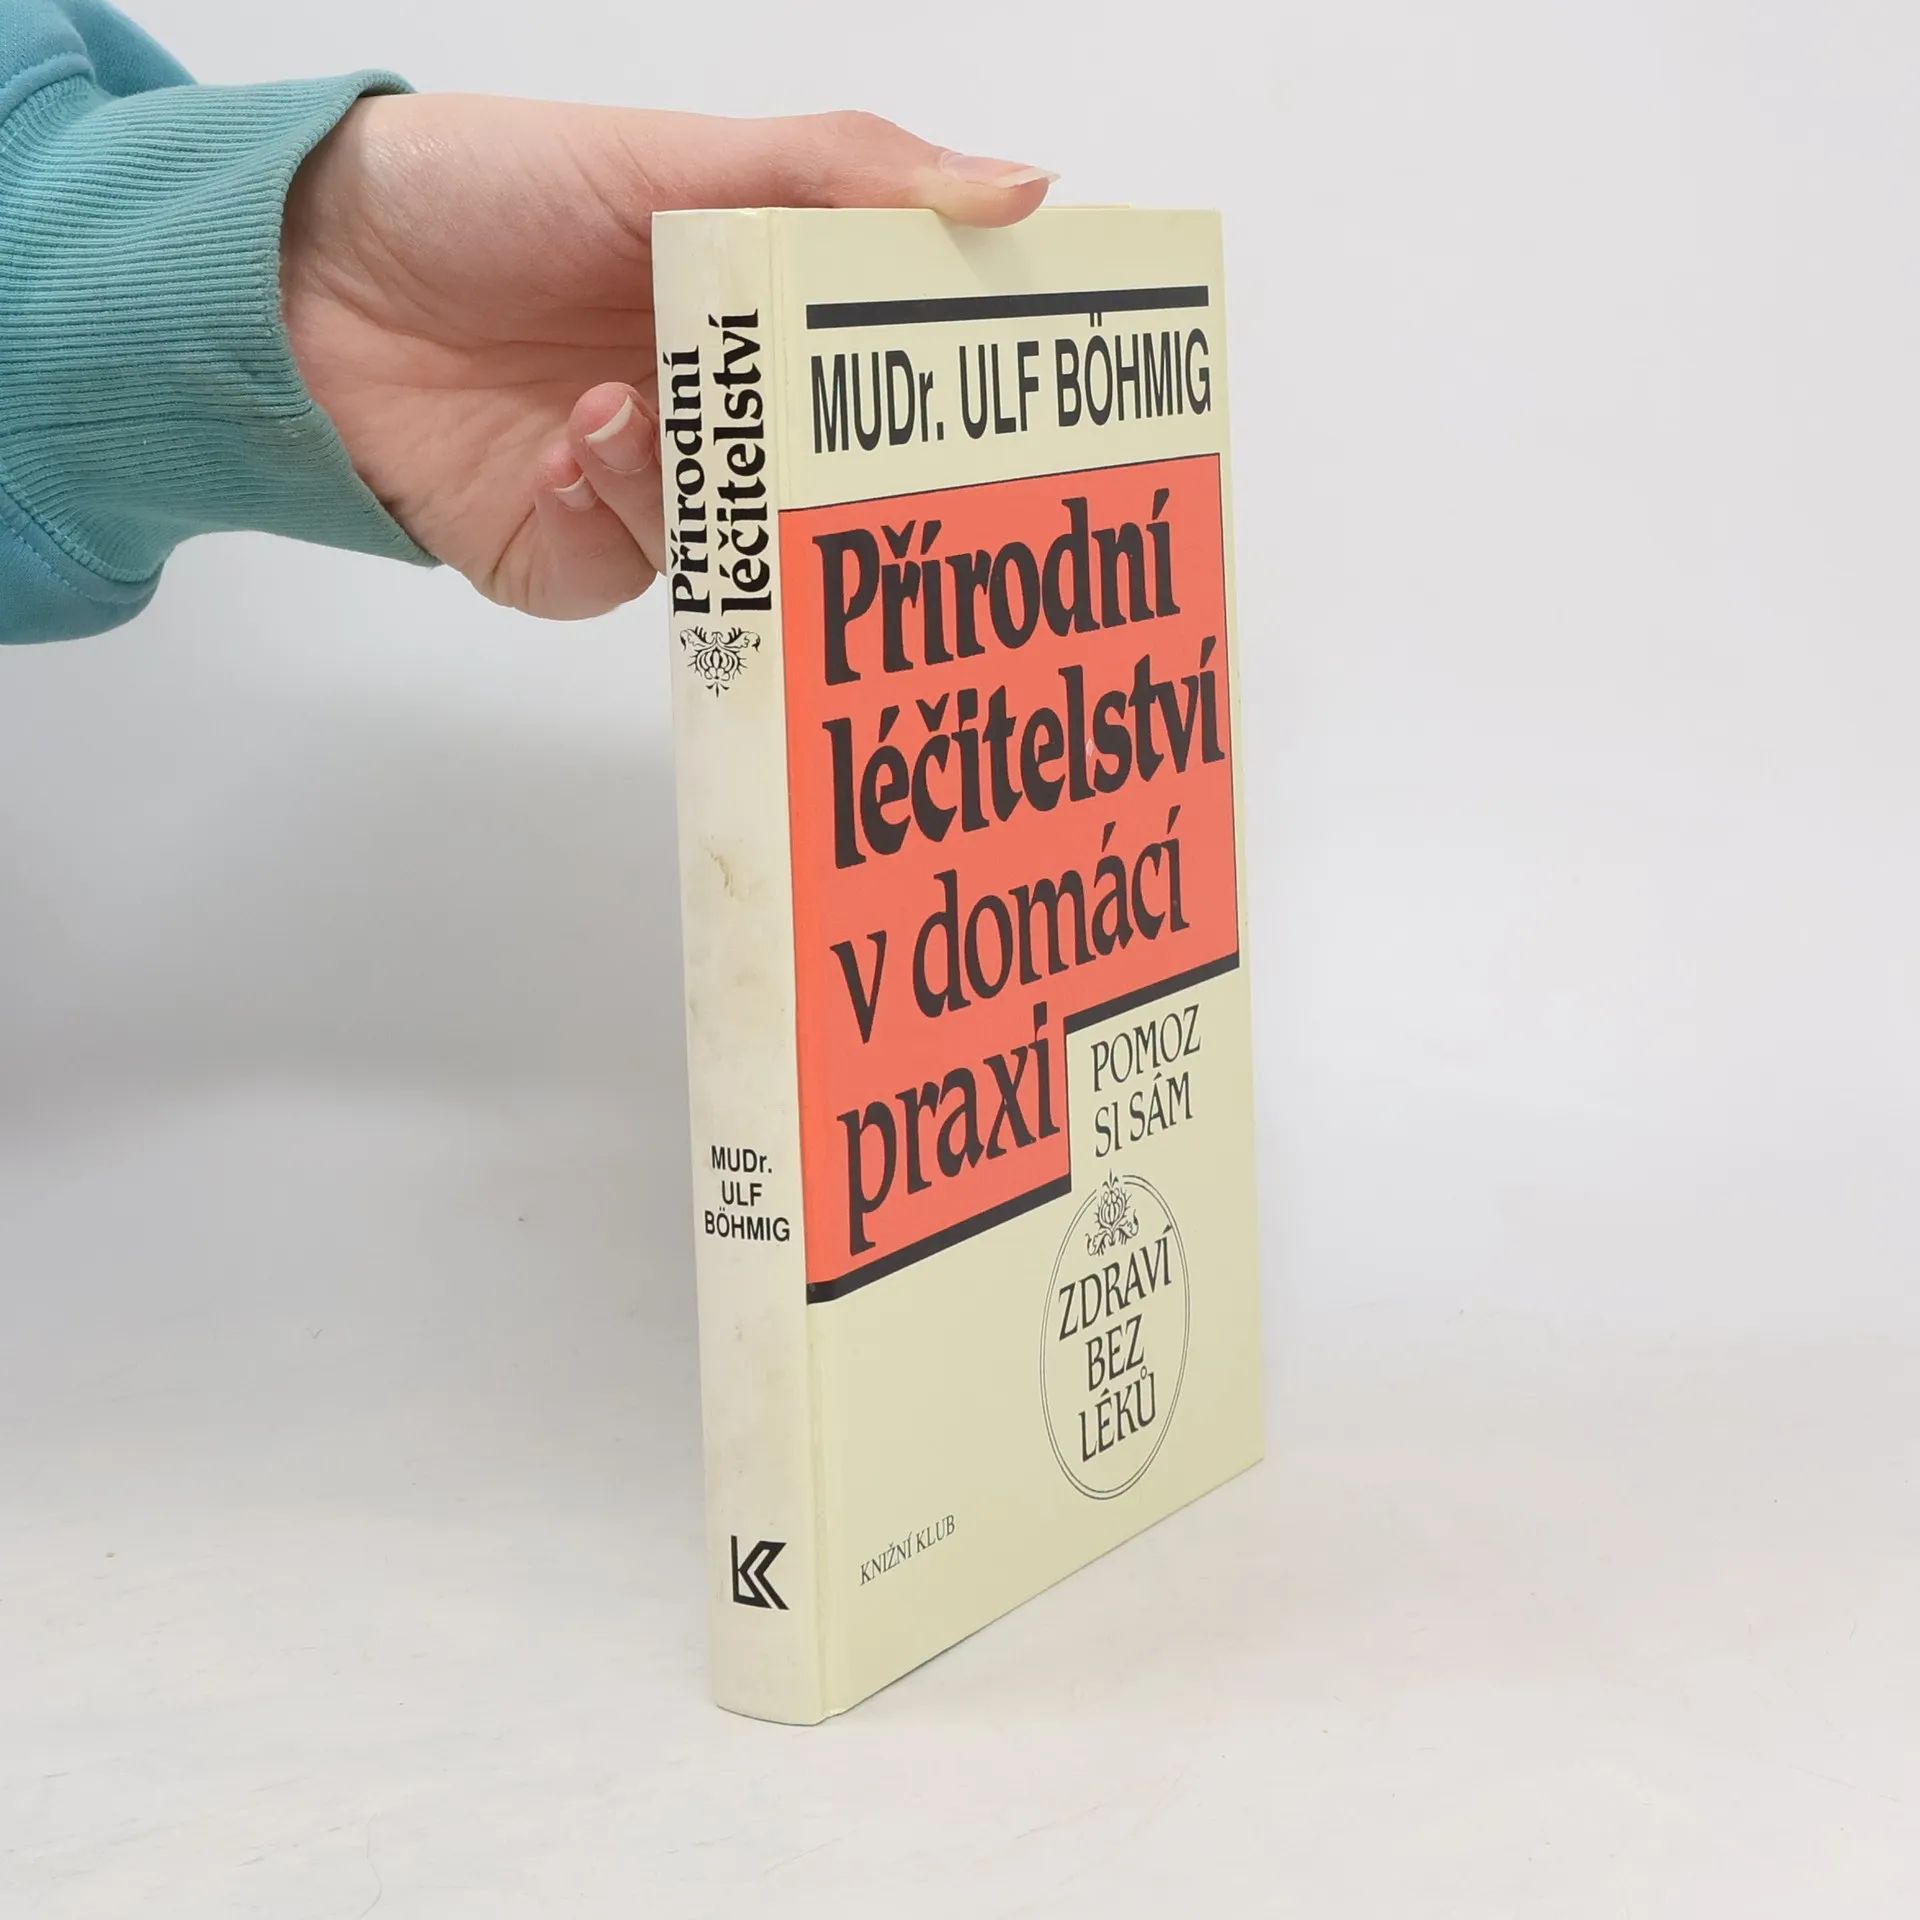 Přírodní
léčitelství
MUDr.
ULF
BÖHMIG
MUDr. ULF BÖHMIG
Přírodní
léčitelství
v domácí
praxi
POMOZ
SI SÁM
ZDRAVÍ
BEZ
LÉKŮ
KNIŽNÍ KLUB